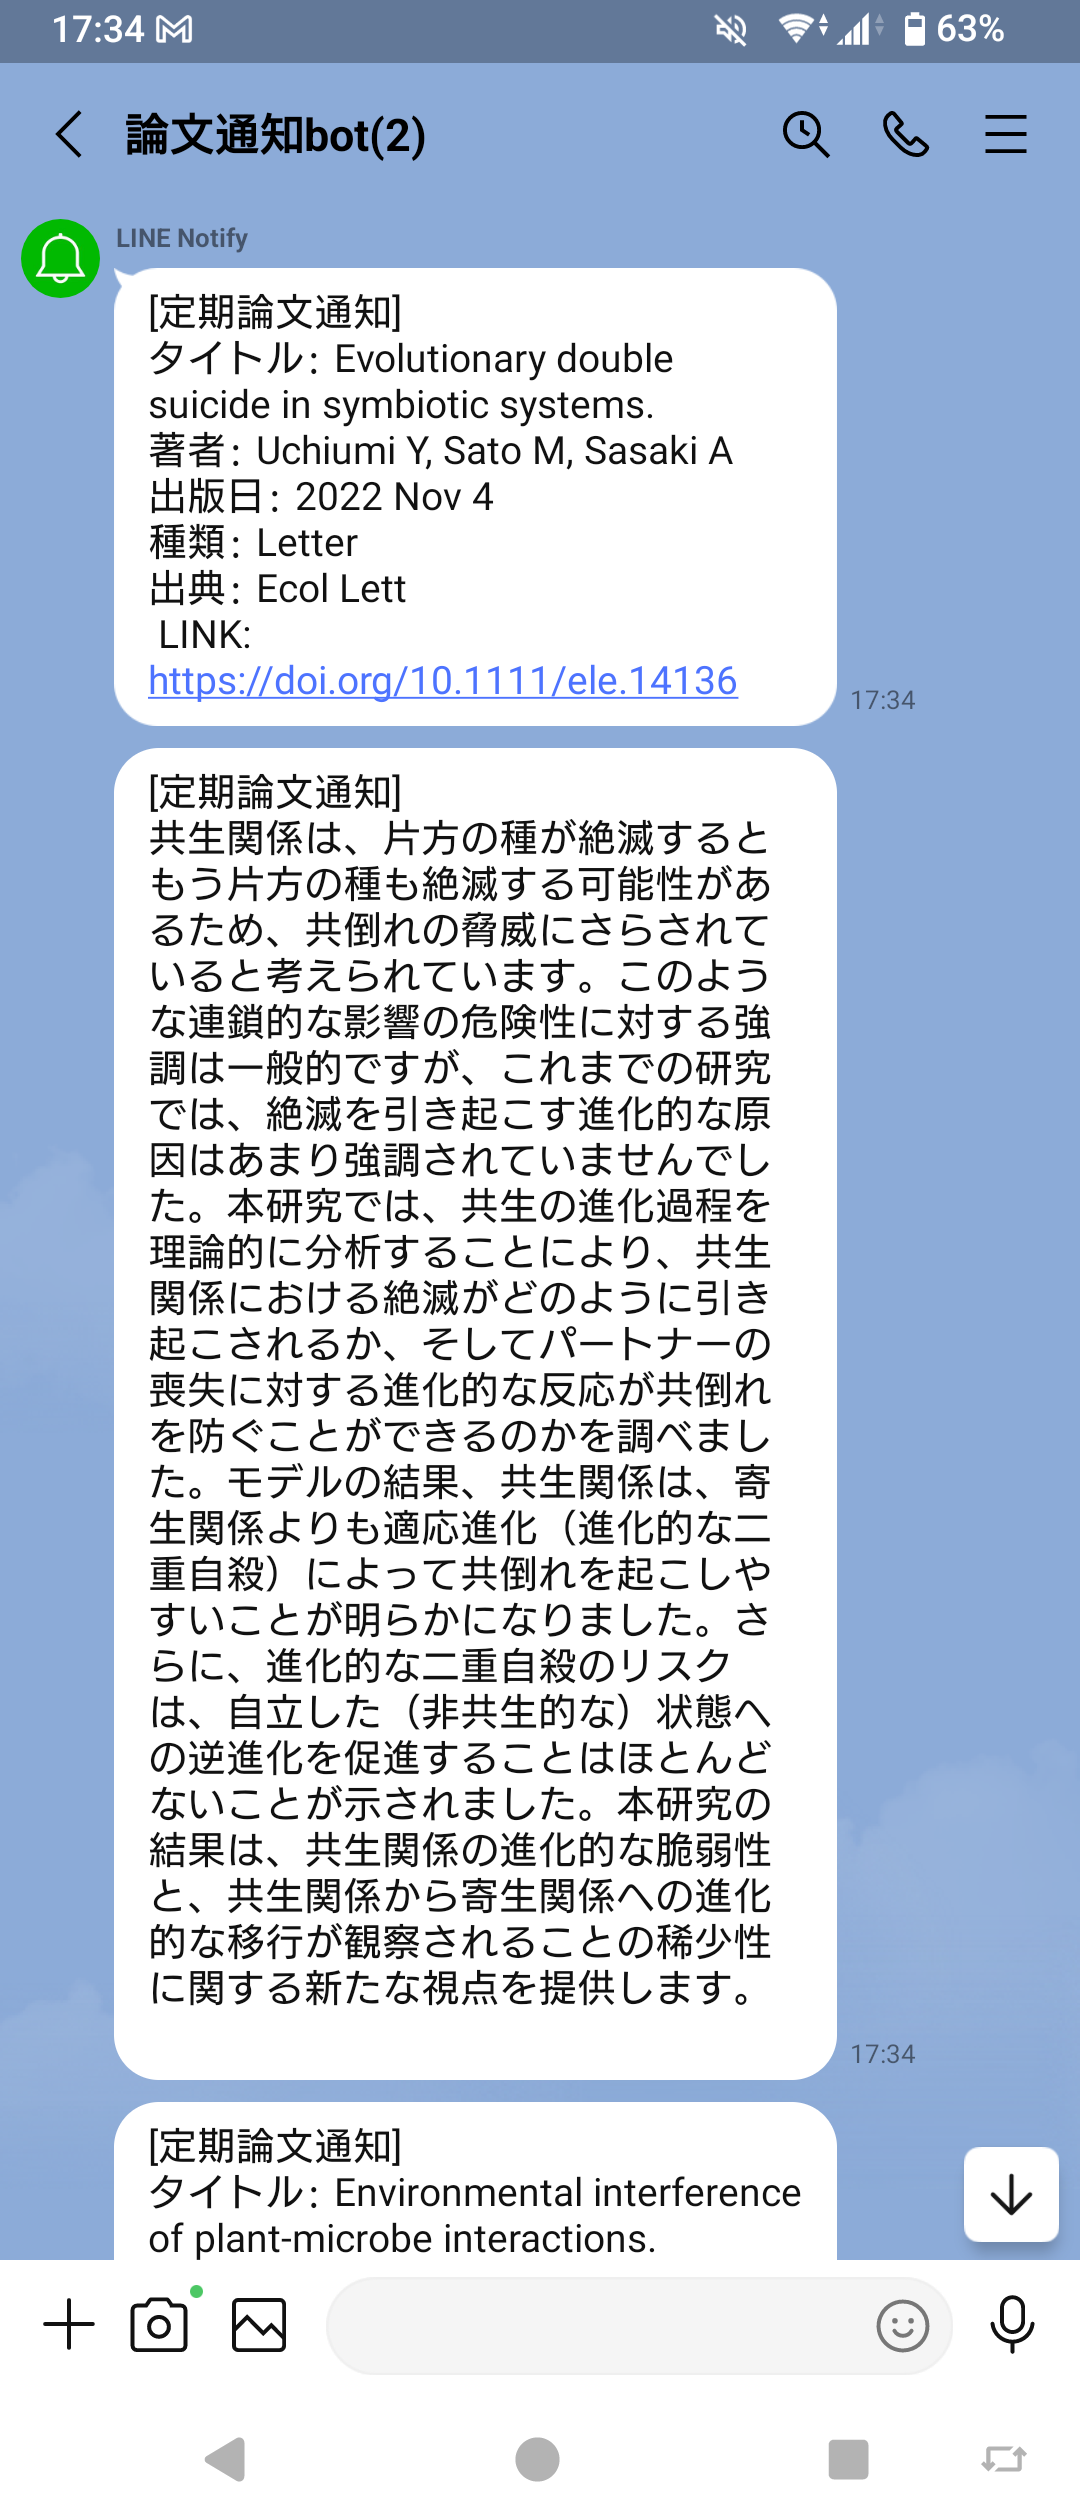 17:34
63%
論文通知bot(2)
LINE Notify
[定期論文通知]
タイトル: Evolutionary double
suicide in symbiotic systems.
著者: Uchiumi Y, Sato M, Sasaki A
出版日: 2022 Nov 4
種類: Letter
出典: Ecol Lett
LINK:
https://doi.org/10.1111/ele.14136
17:34
[定期論文通知]
共生関係は、片方の種が絶滅すると
もう片方の種も絶滅する可能性があ
るため、共倒れの脅威にさらされて
いると考えられています。このよう
な連鎖的な影響の危険性に対する強
調は一般的ですが、これまでの研究
では、絶滅を引き起こす進化的な原
因はあまり強調されていませんでし
た。本研究では、共生の進化過程を
理論的に分析することにより、共生
関係における絶滅がどのように引き
起こされるか、そしてパートナーの
喪失に対する進化的な反応が共倒れ
を防ぐことができるのかを調べまし
た。モデルの結果、共生関係は、寄
生関係よりも適応進化（進化的な二
重自殺）によって共倒れを起こしや
すいことが明らかになりました。さ
らに、進化的な二重自殺のリスク
は、自立した（非共生的な）状態へ
の逆進化を促進することはほとんど
ないことが示されました。本研究の
結果は、共生関係の進化的な脆弱性
と、共生関係から寄生関係への進化
的な移行が観察されることの稀少性
に関する新たな視点を提供します。
17:34
[定期論文通知]
タイトル: Environmental interference
of plant-microbe interactions.